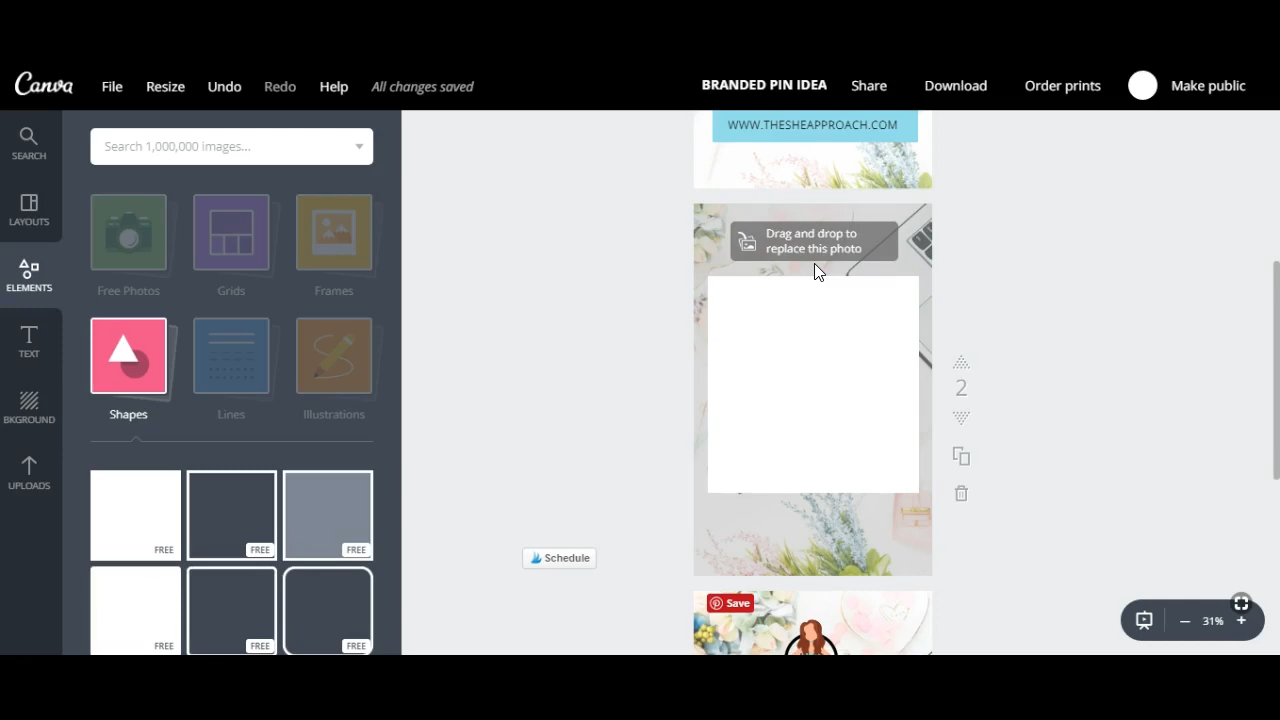 Canva File Resize Undo Redo Help All changes saved BRANDED PIN IDEA Share Download Order prints Make public
SEARCH
LAYOUTS
ELEMENTS
TEXT
BKGROUND
UPLOADS
Search 1,000,000 images...
Free Photos Grids Frames
Shapes Lines Illustrations
FREE FREE FREE
FREE FREE FREE
WWW.THESHEAPPROACH.COM
Drag and drop to
replace this photo
2
Schedule
Save
31%